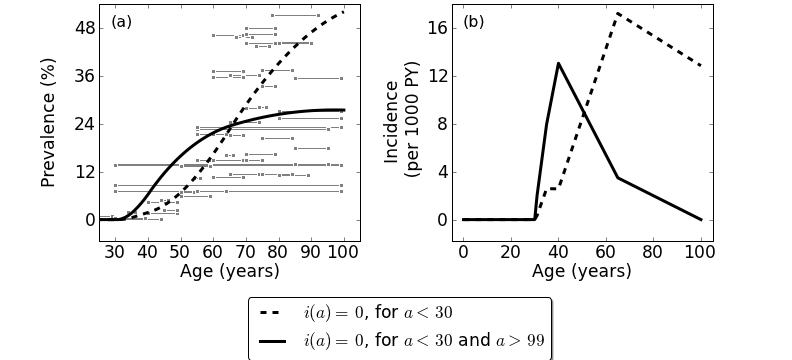 (a)
Prevalence (%)
48
36
24
12
0
30 40 50 60 70 80 90 100
Age (years)
(b)
Incidence
(per 1000 PY)
16
12
8
4
0
0 20 40 60 80 100
Age (years)
i(a) = 0, for a < 30
i(a) = 0, for a < 30 and a > 99